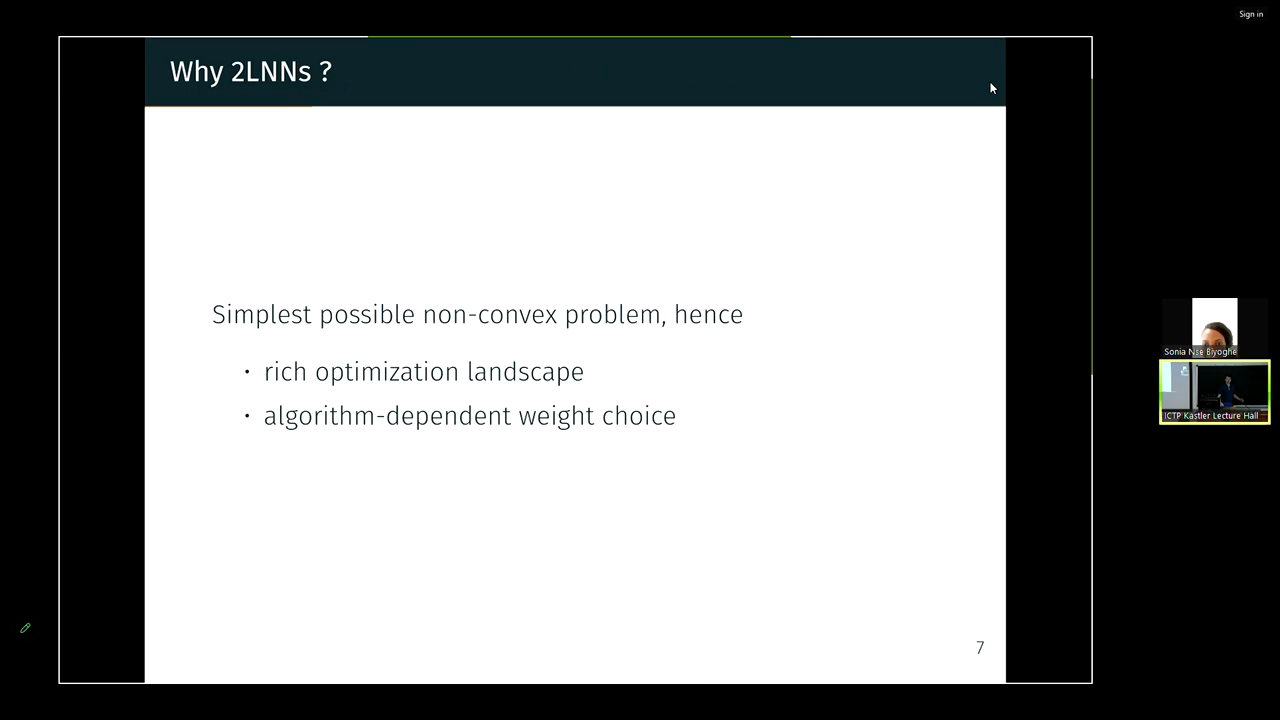 Sign in
Why 2LNNs ?
Simplest possible non-convex problem, hence
• rich optimization landscape
• algorithm-dependent weight choice
7
Sonia Nse Biyoghe
ICTP Kastler Lecture Hall